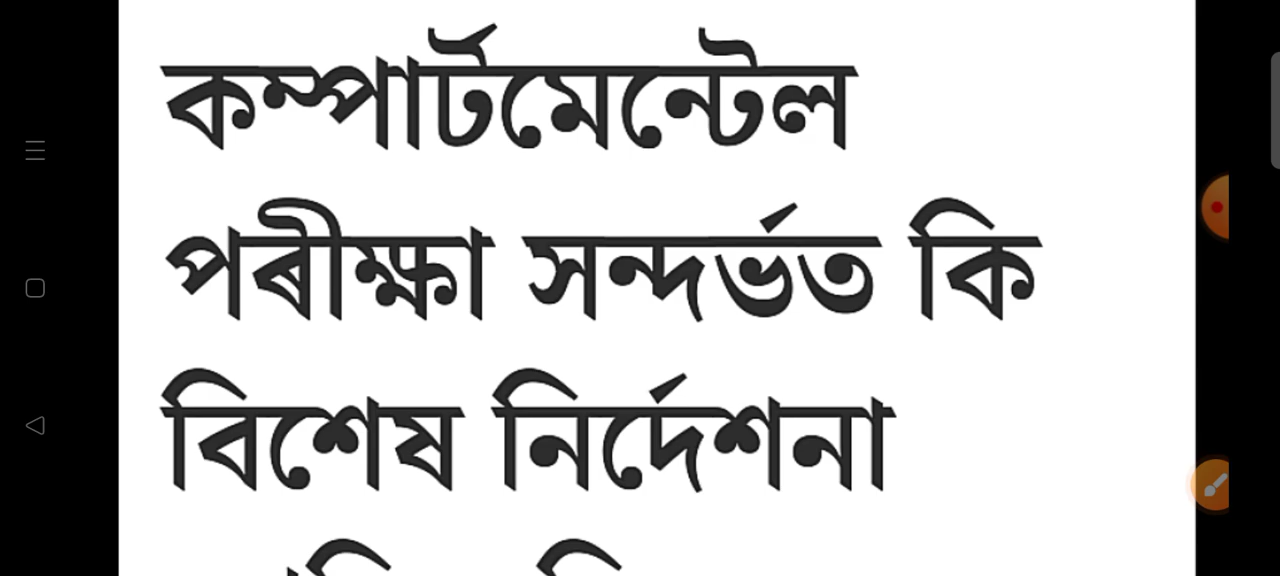 কম্পাৰ্টমেন্টেল
পৰীক্ষা সন্দৰ্ভত কি
বিশেষ নিৰ্দেশনা